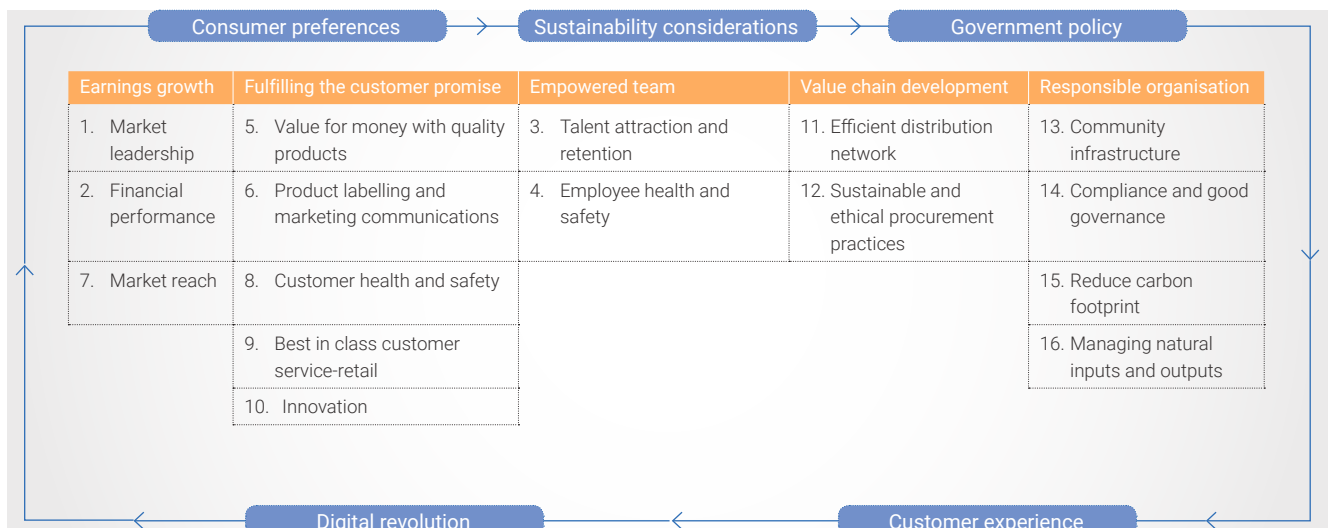 Consumer preferences
Sustainability considerations
Government policy
Earnings growth
Fulfilling the customer promise
Empowered team
Value chain development
Responsible organisation
1. Market
leadership
5. Value for money with quality
products
3. Talent attraction and
retention
11. Efficient distribution
network
13. Community
infrastructure
2. Financial
performance
6. Product labelling and
marketing communications
4. Employee health and
safety
12. Sustainable and
ethical procurement
practices
14. Compliance and good
governance
7. Market reach
8. Customer health and safety
15. Reduce carbon
footprint
9. Best in class customer
service-retail
16. Managing natural
inputs and outputs
10. Innovation
Digital revolution
Customer experience